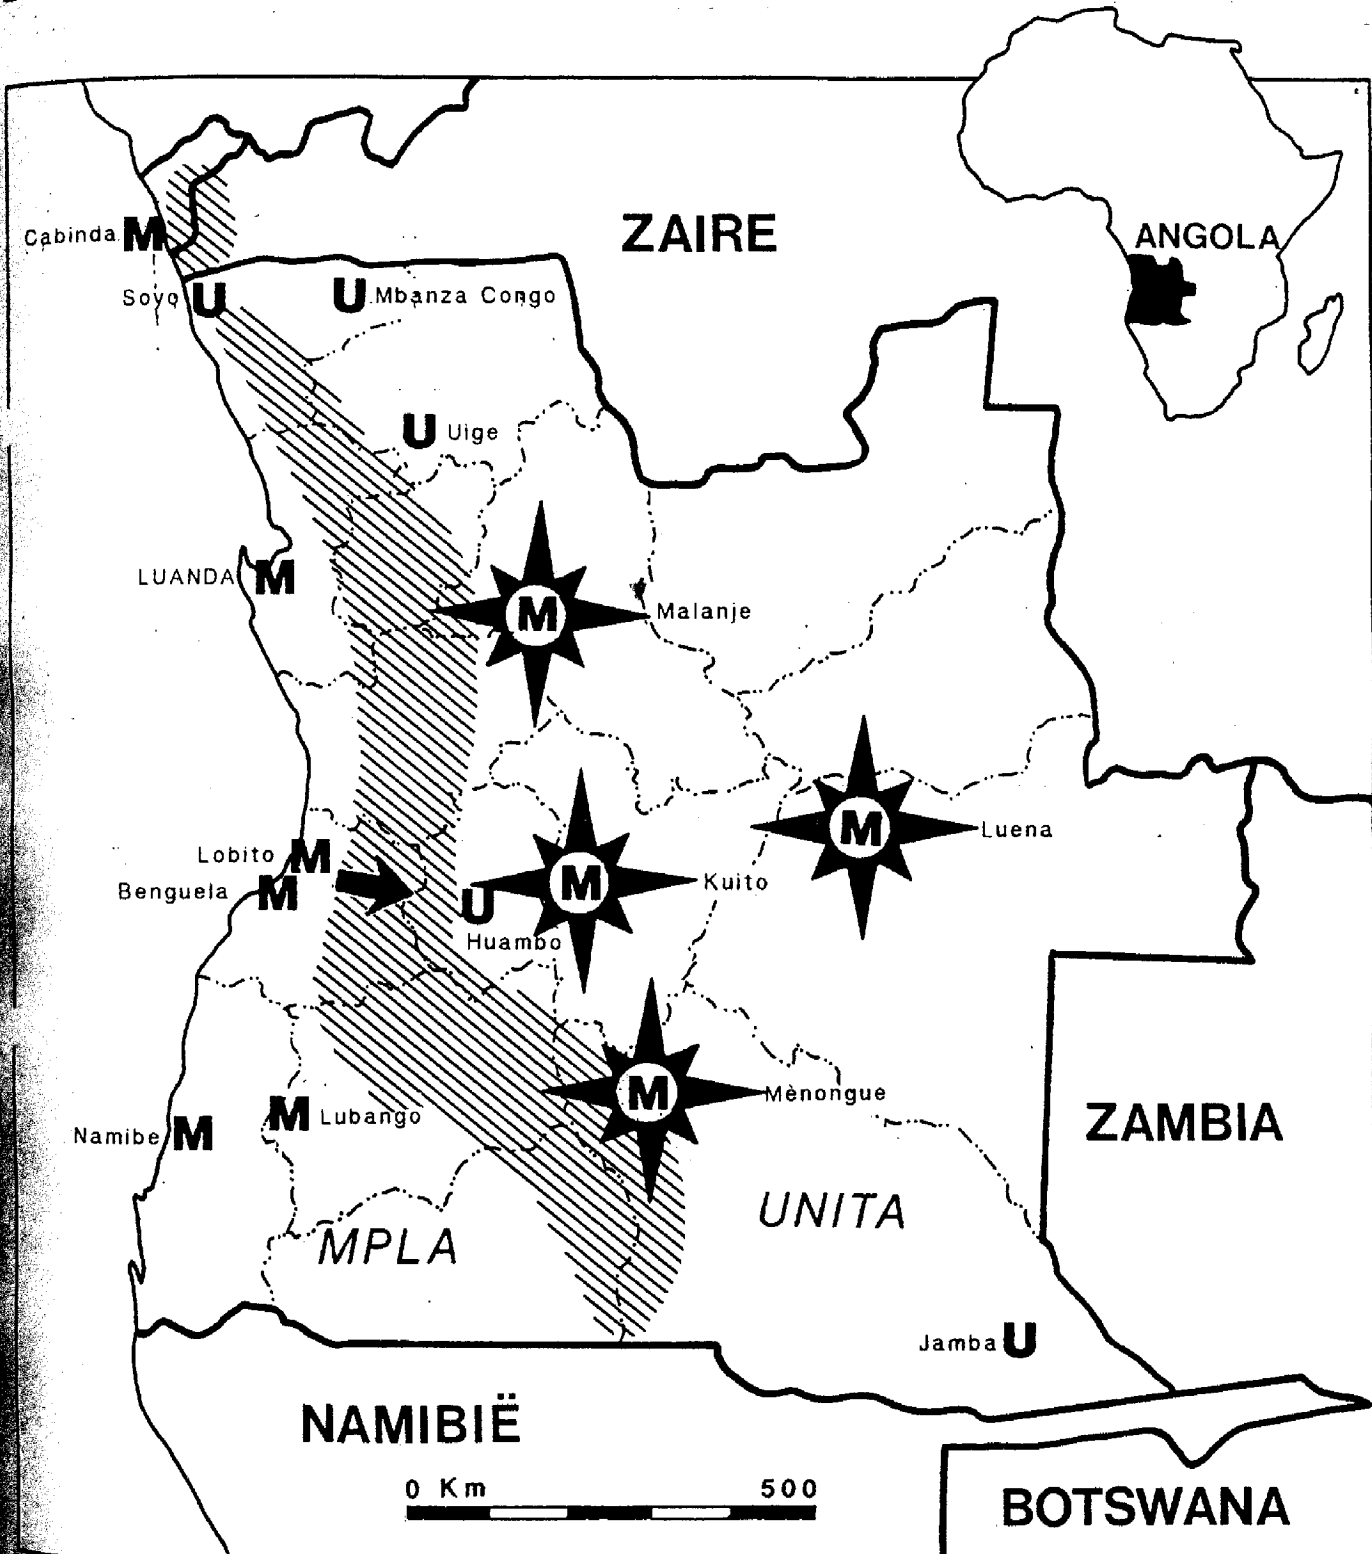 ZAIRE
ANGOLA
Cabinda M
Soyo U
U Mbanza Congo
U Uige
LUANDA M
M Malanje
Lobito M
Benguela M
M Luena
M Kuito
U
Huambo
M Mènongue
M Lubango
Namibe M
ZAMBIA
UNITA
MPLA
Jamba U
NAMIBIË
0 Km 500
BOTSWANA